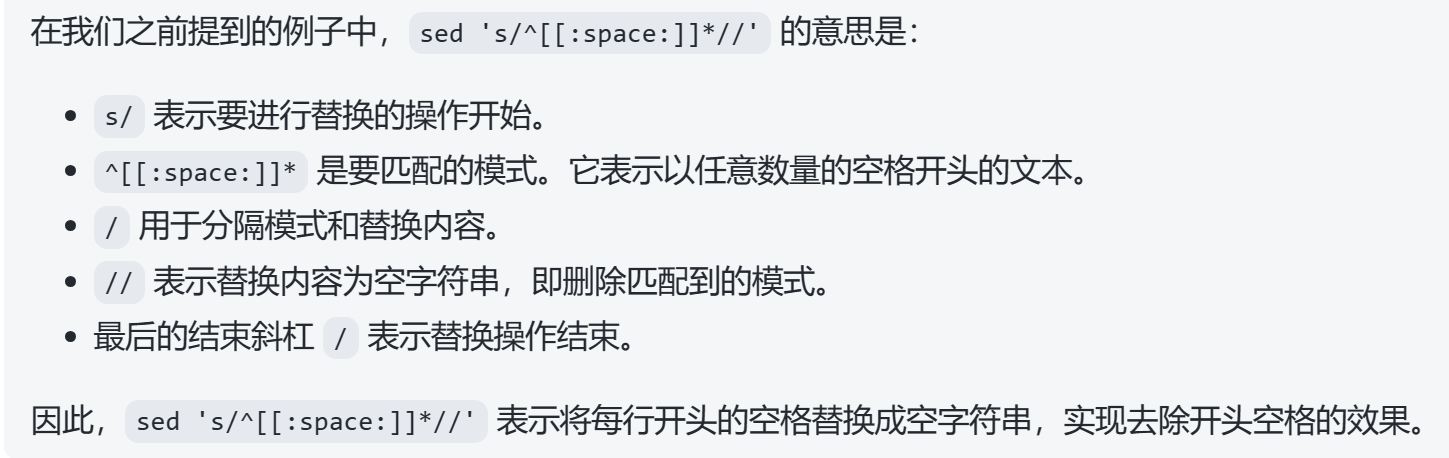 在我们之前提到的例子中， sed 's/^[[:space:]]*//' 的意思是：
• s/ 表示要进行替换的操作开始。
• ^[[:space:]]* 是要匹配的模式。它表示以任意数量的空格开头的文本。
• / 用于分隔模式和替换内容。
• // 表示替换内容为空字符串，即删除匹配到的模式。
• 最后的结束斜杠 / 表示替换操作结束。
因此， sed 's/^[[:space:]]*//' 表示将每行开头的空格替换成空字符串，实现去除开头空格的效果。